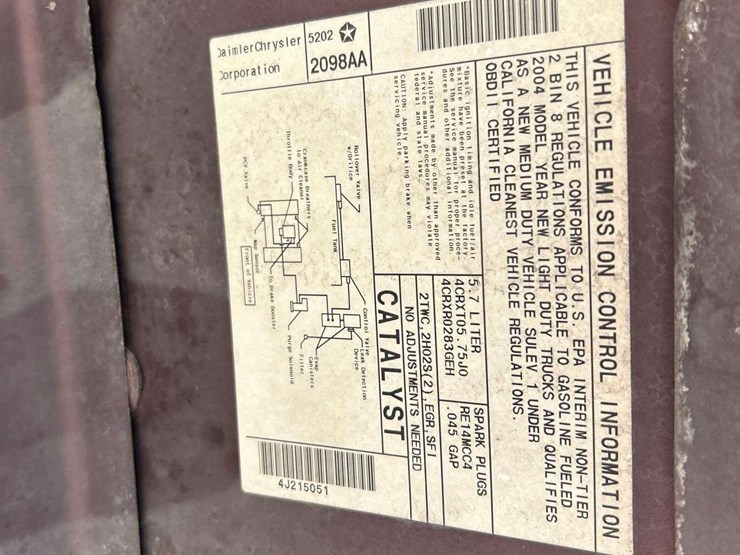 DaimlerChrysler
Corporation
5202
2098AA
VEHICLE EMISSION CONTROL INFORMATION
THIS VEHICLE CONFORMS TO U.S. EPA INTERIM NON-TIER
2 BIN 8 REGULATIONS APPLICABLE TO GASOLINE FUELED
2004 MODEL YEAR NEW LIGHT DUTY TRUCKS AND QUALIFIES
AS A NEW MEDIUM DUTY VEHICLE SULEV 1 UNDER
CALIFORNIA CLEANEST VEHICLE REGULATIONS.
OBDII CERTIFIED
*Basic ignition timing and idle fuel/air
mixture have been preset at the factory.
See the service manual for proper proce-
dures and other additional information.
*Adjustments made by other than approved
service manual procedures may violate
federal and state laws.
CAUTION: Apply parking brake when
servicing vehicle.
5.7 LITER
4CRXT05.75J0
4CRXR0283GEH
SPARK PLUGS
RE14MCC4
.045 GAP
2TWC,2HO2S(2),EGR,SFI
NO ADJUSTMENTS NEEDED
CATALYST
Rollover Valve
w/Orifice
Fuel Tank
Control Valve
Leak Detection
Device
Crankcase Breathers
to Air Cleaner
Throttle Body
PCV Valve
Map Sensor
Front of Vehicle
To Brake Booster
Purge Solenoid
Filter
Evap
Canisters
4J215051